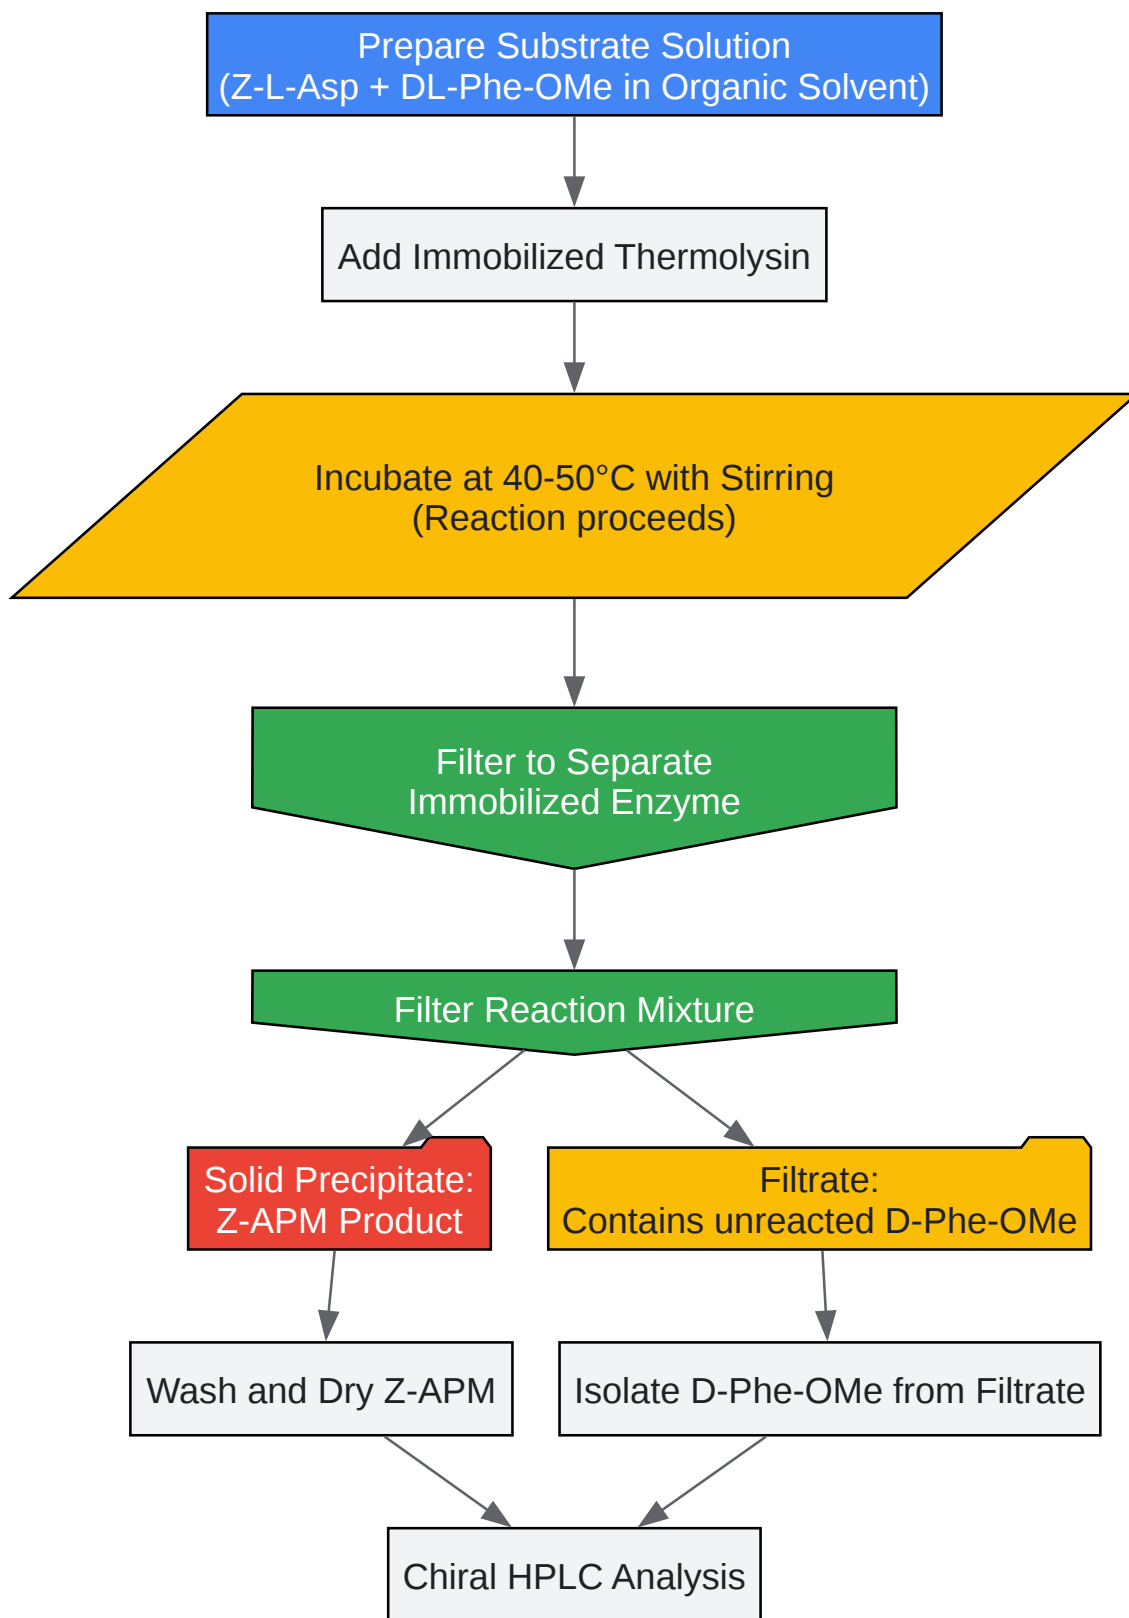 Prepare Substrate Solution
(Z-L-Asp + DL-Phe-OMe in Organic Solvent)
Add Immobilized Thermolysin
Incubate at 40-50°C with Stirring
(Reaction proceeds)
Filter to Separate
Immobilized Enzyme
Filter Reaction Mixture
Solid Precipitate:
Z-APM Product
Filtrate:
Contains unreacted D-Phe-OMe
Wash and Dry Z-APM
Isolate D-Phe-OMe from Filtrate
Chiral HPLC Analysis